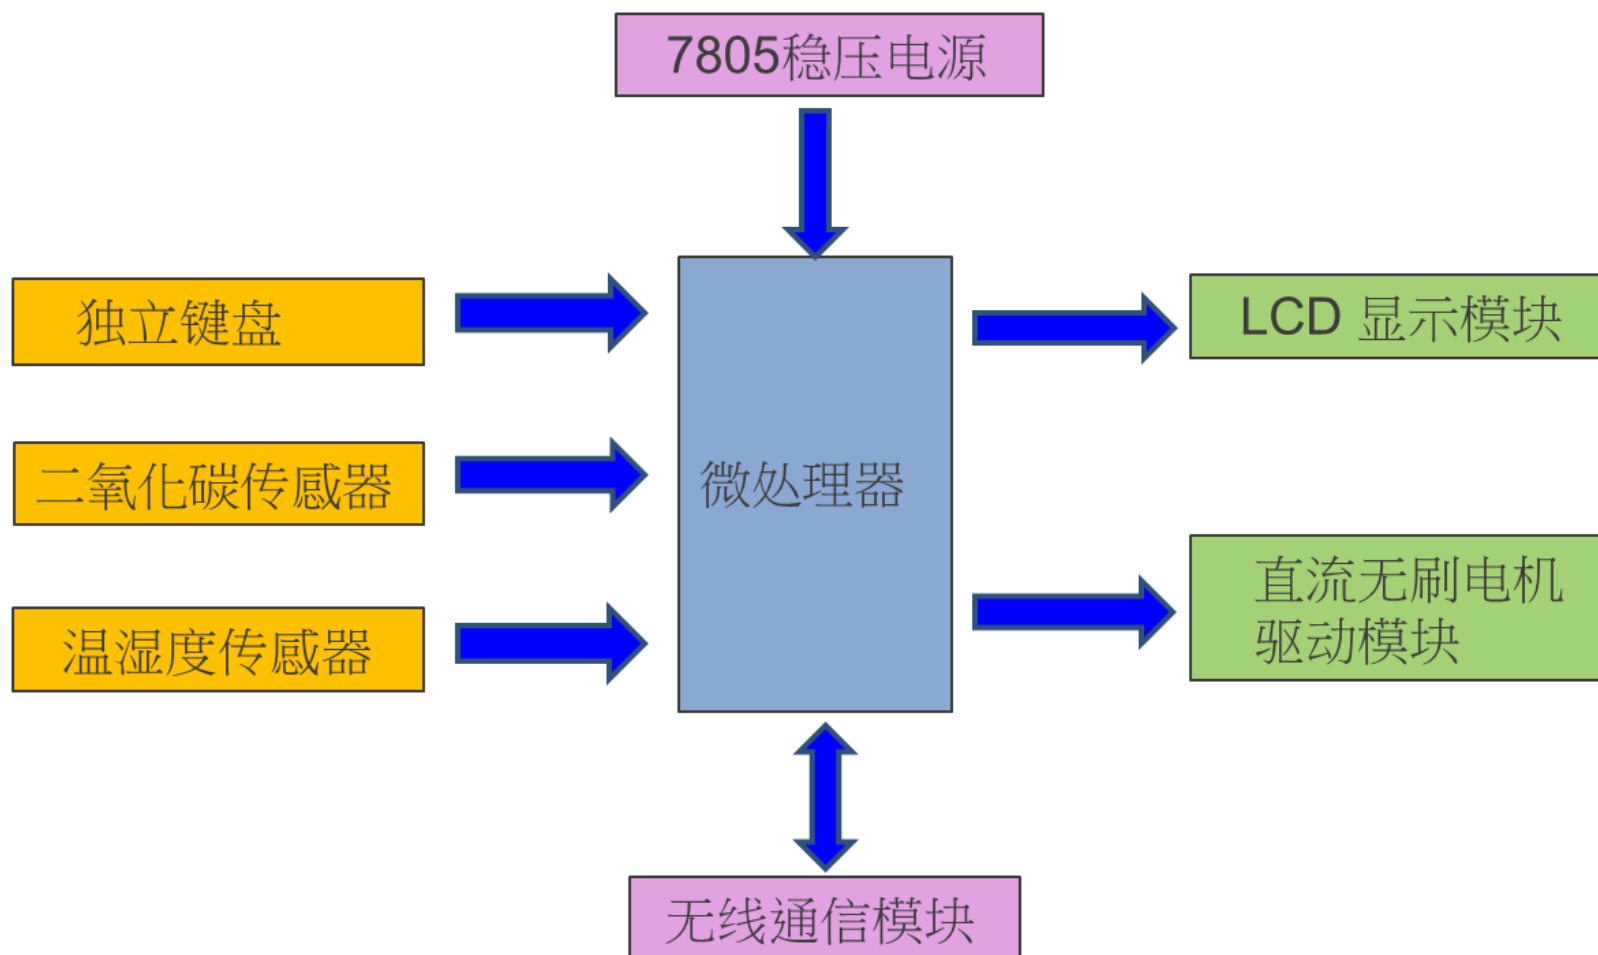 7805稳压电源
独立键盘
LCD 显示模块
二氧化碳传感器
微处理器
直流无刷电机
驱动模块
温湿度传感器
无线通信模块